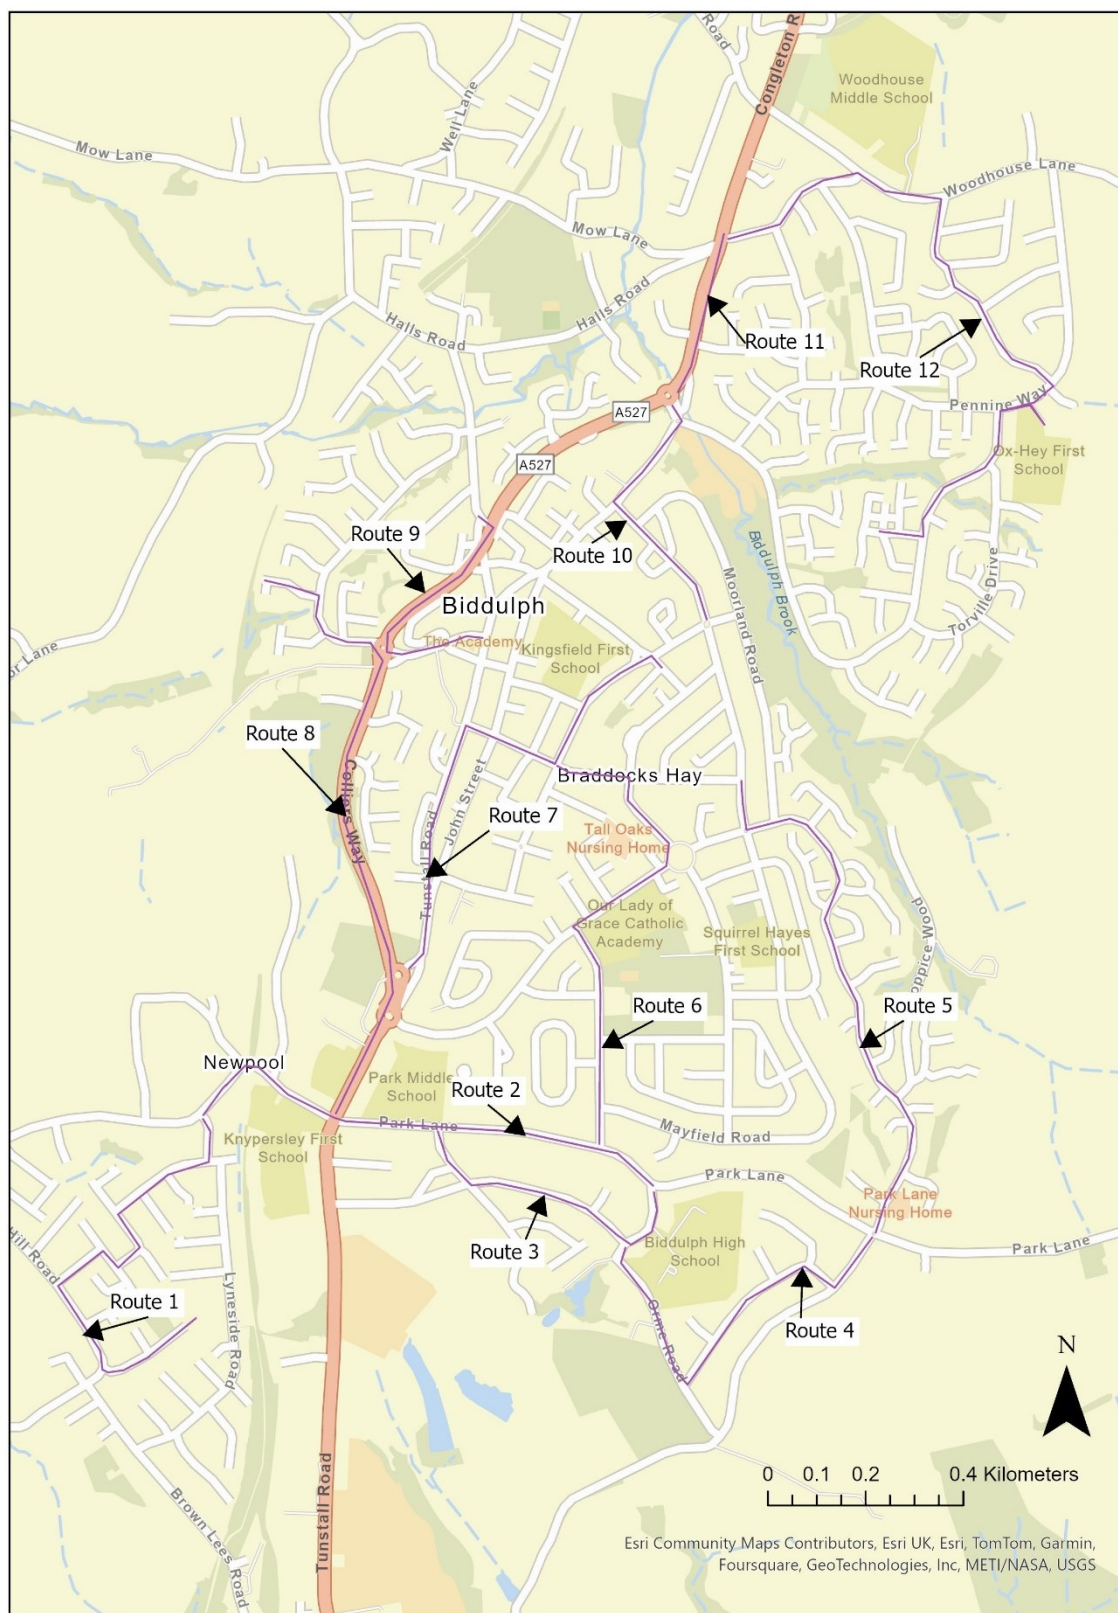 Road
Congleton R
Woodhouse
Middle School
Well Lane
Mow Lane
Woodhouse Lane
Mow Lane
Halls Road
Halls Road
Route 11
Route 12
A527
Pennine Way
A527
Ox-Hey First
School
Route 9
Route 10
Biddulph Brook
Moorland Road
Biddulph
Torville Drive
The Academy
Kingsfield First
School
or Lane
Route 8
Colliers Way
Braddocks Hay
John Street
Route 7
Tunstall Road
Tall Oaks
Nursing Home
Our Lady of
Grace Catholic
Academy
Squirrel Hayes
First School
oppice Wood
Route 6
Route 5
Newpool
Park Middle
School
Route 2
Park Lane
Mayfield Road
Knypersley First
School
Park Lane
Park Lane
Nursing Home
Hill Road
Route 3
Biddulph High
School
Park Lane
Lyneside Road
Route 1
Orme Road
Route 4
N
0 0.1 0.2 0.4 Kilometers
Tunstall Road
Brown Lees Road
Esri Community Maps Contributors, Esri UK, Esri, TomTom, Garmin,
Foursquare, GeoTechnologies, Inc, METI/NASA, USGS